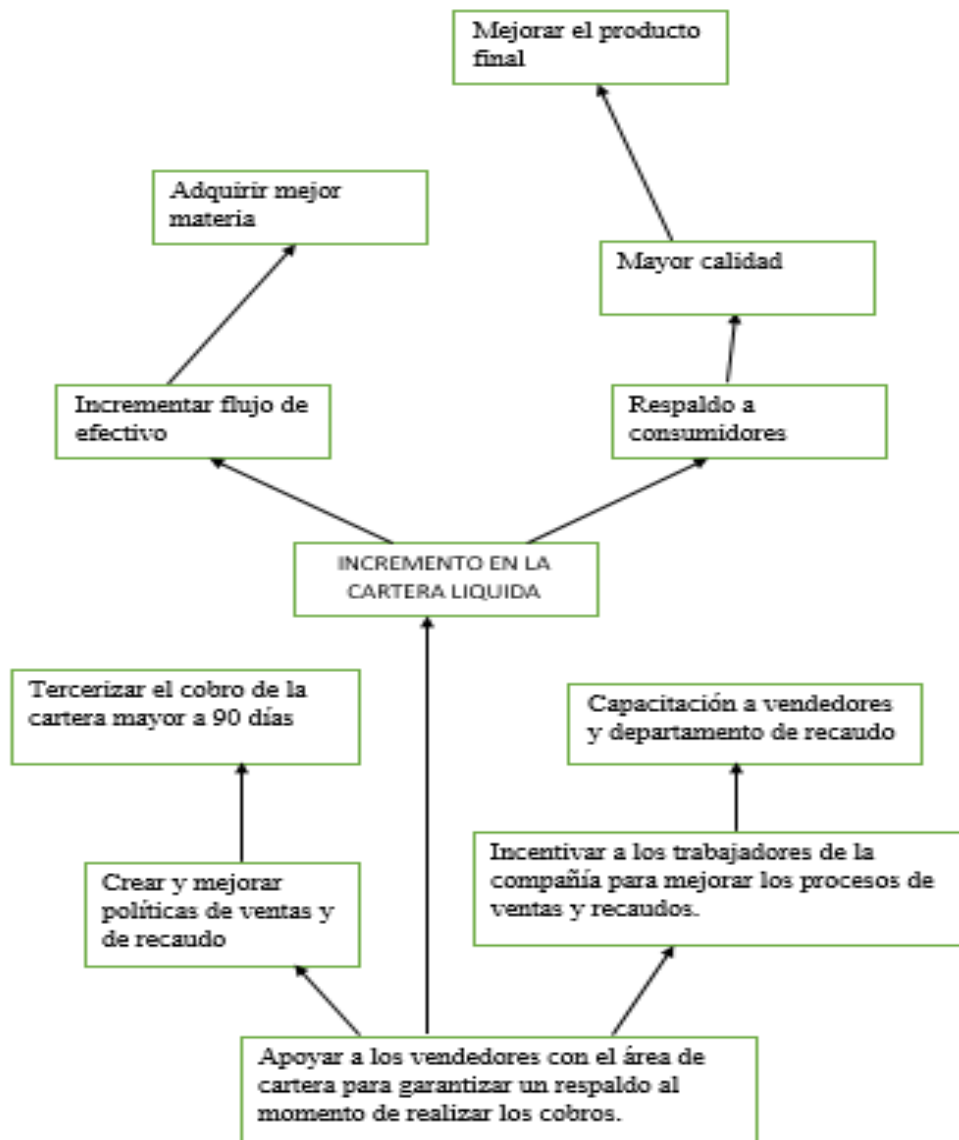 Mejorar el producto
final
Adquirir mejor
materia
Mayor calidad
Incrementar flujo de
efectivo
Respaldo a
consumidores
INCREMENTO EN LA
CARTERA LIQUIDA
Tercerizar el cobro de la
cartera mayor a 90 días
Capacitación a vendedores
y departamento de recaudo
Incentivar a los trabajadores de la
compañía para mejorar los procesos de
ventas y recaudos.
Crear y mejorar
políticas de ventas y
de recaudo
Apoyar a los vendedores con el área de
cartera para garantizar un respaldo al
momento de realizar los cobros.